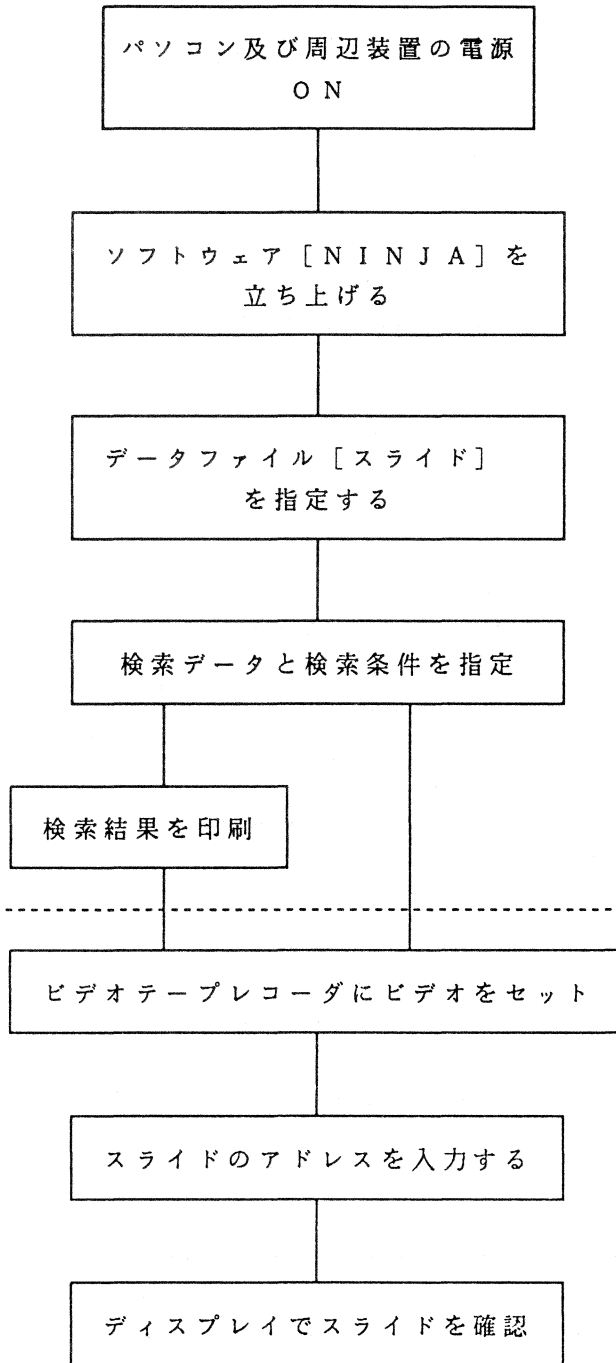 パソコン及び周辺装置の電源
ON
ソフトウェア［NINJA］を
立ち上げる
データファイル［スライド］
を指定する
検索データと検索条件を指定
検索結果を印刷
ビデオテープレコーダにビデオをセット
スライドのアドレスを入力する
ディスプレイでスライドを確認